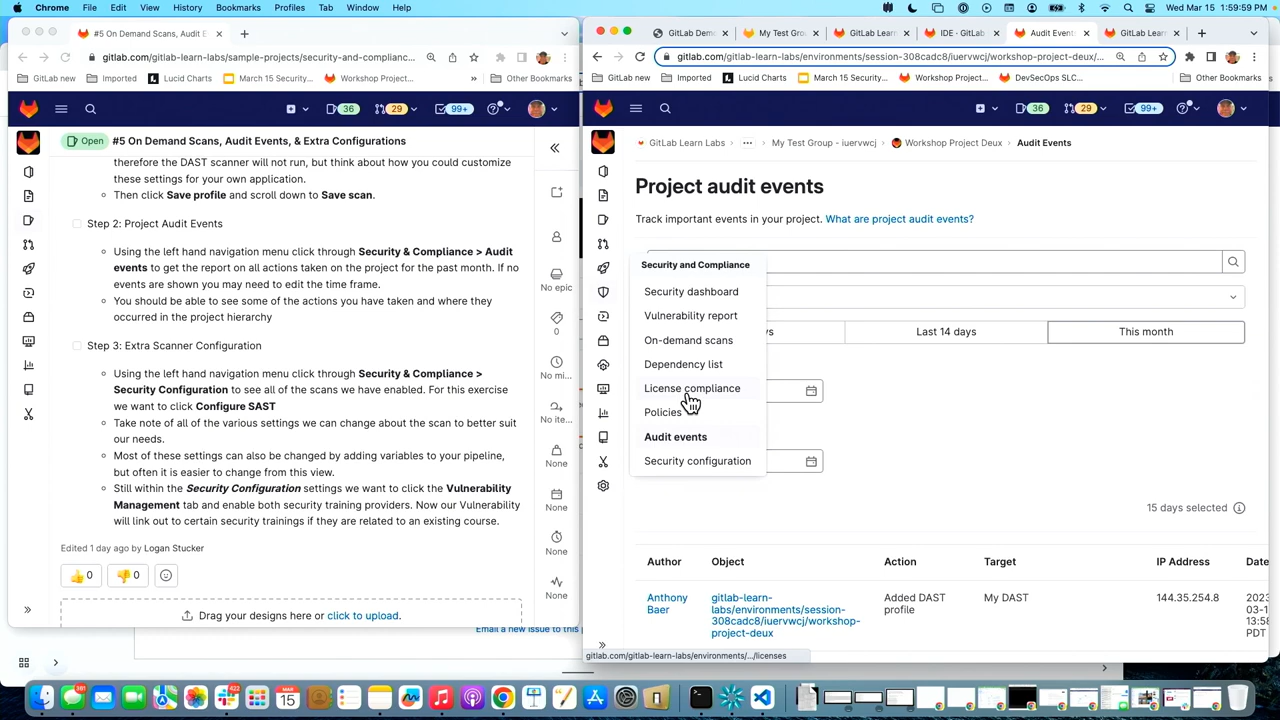 Chrome File Edit View History Bookmarks Profiles Tab Window Help
Wed Mar 15 1:59:59 PM
#5 On Demand Scans, Audit E
gitlab.com/gitlab-learn-labs/sample-projects/security-and-complianc...
GitLab new Imported Lucid Charts March 15 Security... Workshop Project... » Other Bookmarks
36 29 99+
Open #5 On Demand Scans, Audit Events, & Extra Configurations
therefore the DAST scanner will not run, but think about how you could customize
these settings for your own application.
Then click Save profile and scroll down to Save scan.
Step 2: Project Audit Events
Using the left hand navigation menu click through Security & Compliance > Audit
events to get the report on all actions taken on the project for the past month. If no
events are shown you may need to edit the time frame.
You should be able to see some of the actions you have taken and where they
occurred in the project hierarchy
Step 3: Extra Scanner Configuration
Using the left hand navigation menu click through Security & Compliance >
Security Configuration to see all of the scans we have enabled. For this exercise
we want to click Configure SAST
Take note of all of the various settings we can change about the scan to better suit
our needs.
Most of these settings can also be changed by adding variables to your pipeline,
but often it is easier to change from this view.
Still within the Security Configuration settings we want to click the Vulnerability
Management tab and enable both security training providers. Now our Vulnerability
will link out to certain security trainings if they are related to an existing course.
Edited 1 day ago by Logan Stucker
👍 0 👎 0
Drag your designs here or click to upload.
Email a new issue to this p
No epic
0
No mi...
No ite...
None
None
None
None
GitLab Dem
My Test Gro
GitLab Lear
IDE · GitLab
Audit Event
GitLab Lear
gitlab.com/gitlab-learn-labs/environments/session-308cadc8/iuervwcj/workshop-project-deux/...
GitLab new Imported Lucid Charts March 15 Security... Workshop Project... DevSecOps SLC... Other Bookmarks
36 29 99+
GitLab Learn Labs › ... › My Test Group - iuervwcj › Workshop Project Deux › Audit Events
Project audit events
Track important events in your project. What are project audit events?
Security and Compliance
Security dashboard
Vulnerability report
On-demand scans
Dependency list
License compliance
Policies
Audit events
Security configuration
Last 14 days
This month
15 days selected
Author Object Action Target IP Address Date
Anthony
Baer
gitlab-learn-
labs/environments/session-
308cadc8/iuervwcj/workshop-
project-deux
Added DAST
profile
My DAST
144.35.254.8
gitlab.com/gitlab-learn-labs/environments/.../licenses